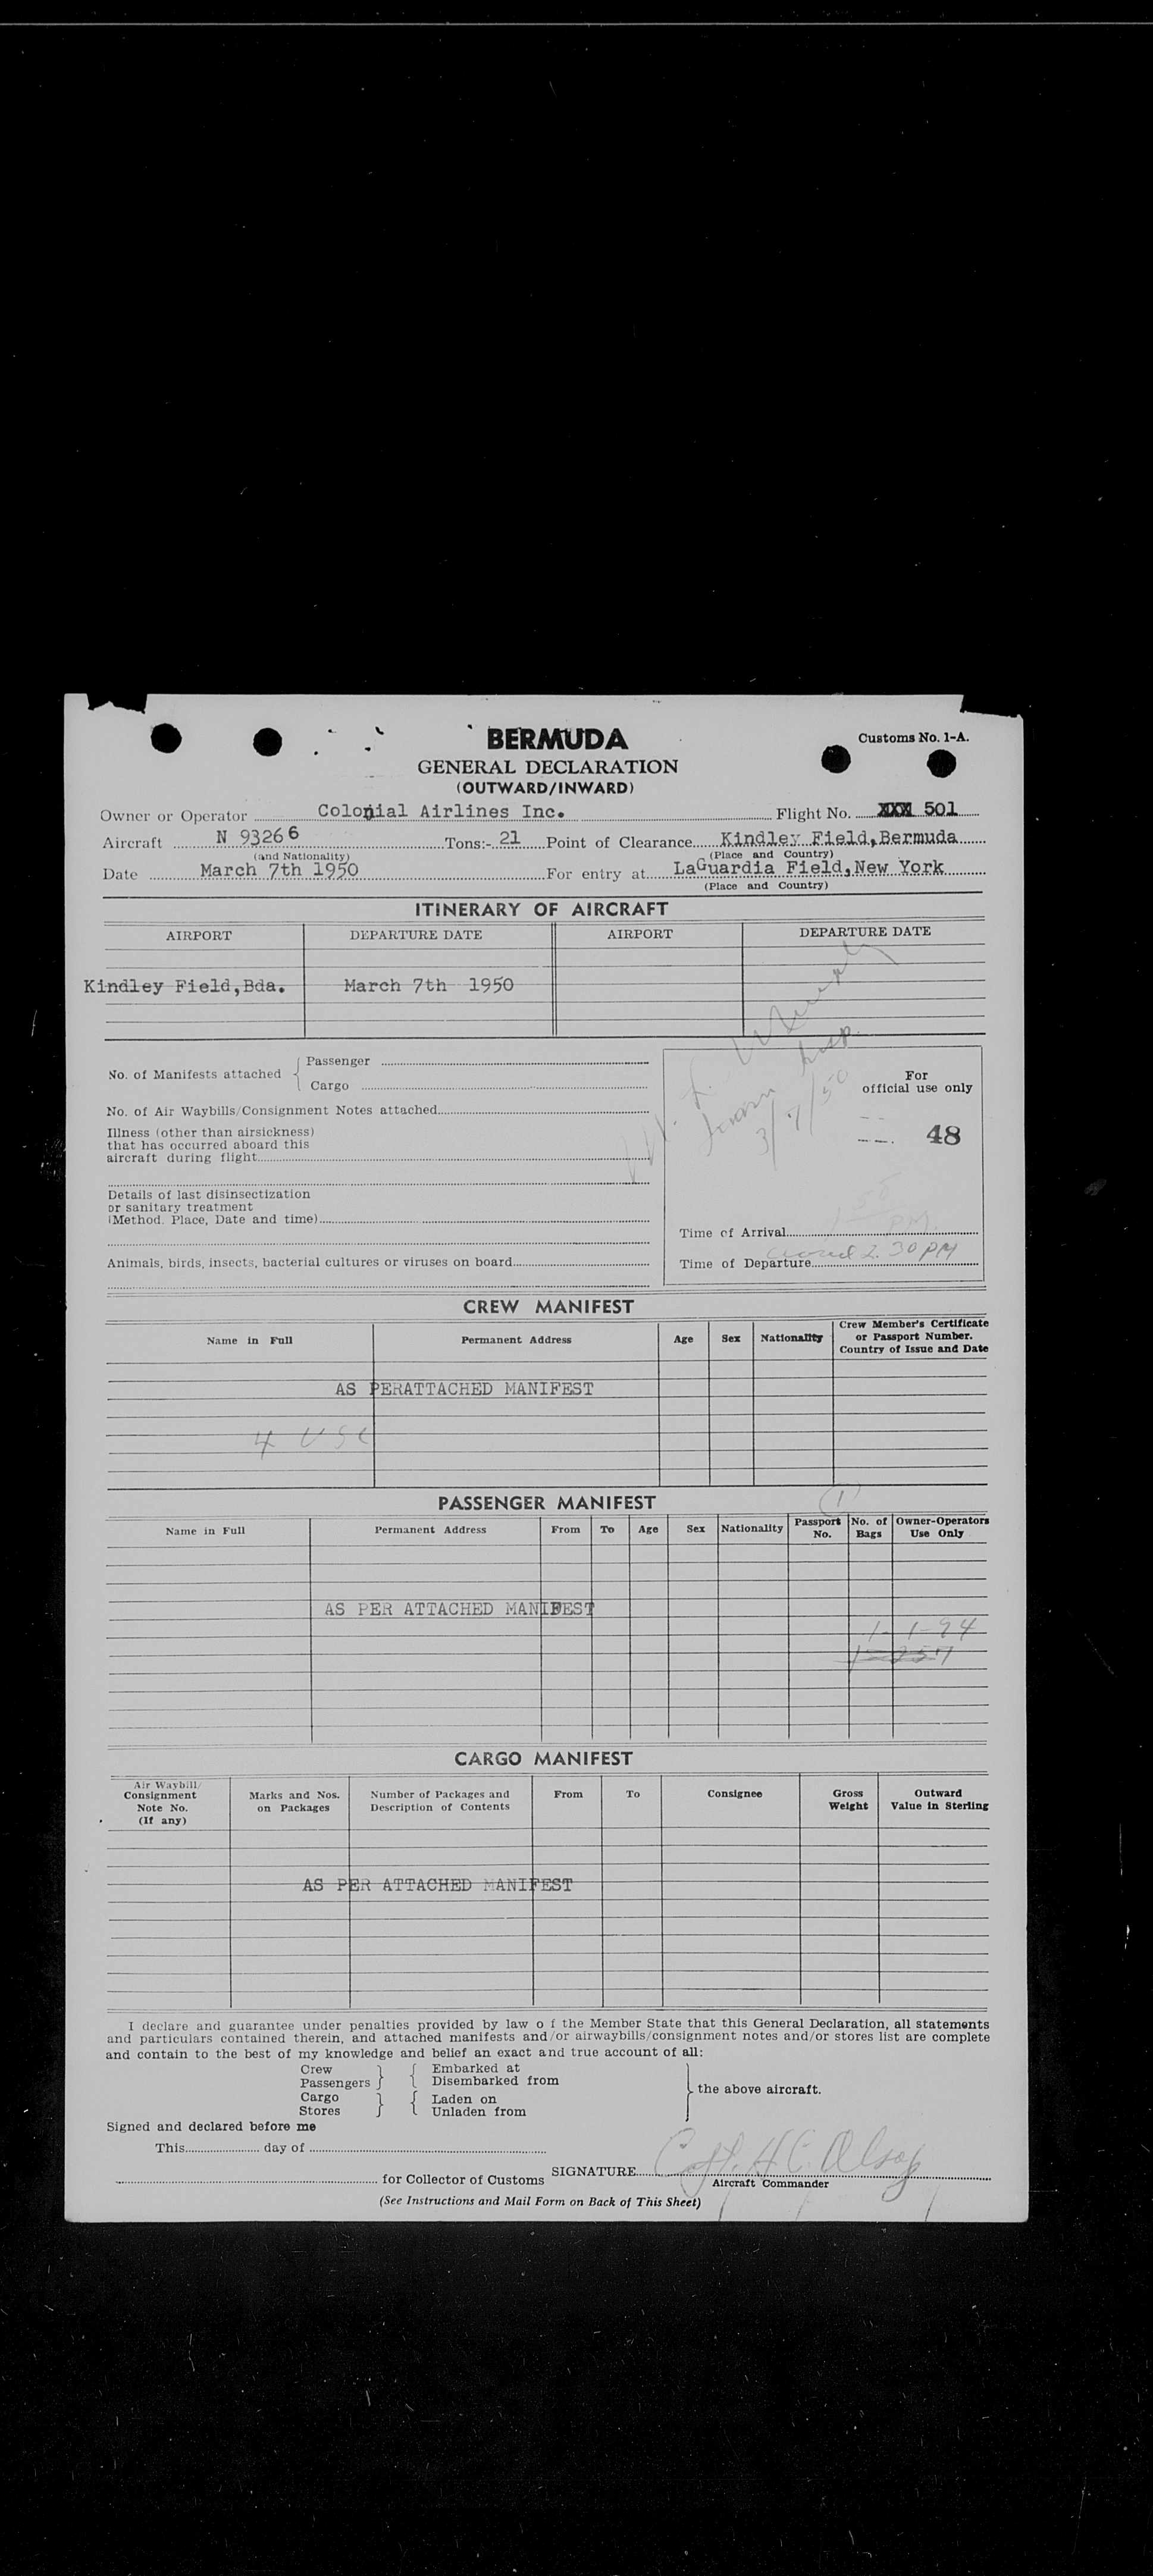 BERMUDA
Customs No. 1-A.
GENERAL DECLARATION
(OUTWARD/INWARD)
Owner or Operator Colonial Airlines Inc. Flight No. XXX 501
Aircraft N 93266 Tons:- 21 Point of Clearance Kindley Field,Bermuda
(and Nationality) (Place and Country)
Date March 7th 1950 For entry at LaGuardia Field,New York
(Place and Country)
ITINERARY OF AIRCRAFT
AIRPORT DEPARTURE DATE AIRPORT DEPARTURE DATE
Kindley Field,Bda. March 7th 1950
No. of Manifests attached { Passenger
Cargo
For
official use only
No. of Air Waybills/Consignment Notes attached
3/7/50
48
Illness (other than airsickness)
that has occurred aboard this
aircraft during flight
Details of last disinsectization
or sanitary treatment
(Method. Place, Date and time)
PM.
Time of Arrival
2.30 PM
Animals, birds, insects, bacterial cultures or viruses on board
Time of Departure
CREW MANIFEST
Name in Full Permanent Address Age Sex Nationality Crew Member's Certificate
or Passport Number.
Country of Issue and Date
AS PERATTACHED MANIFEST
4 USC
PASSENGER MANIFEST
(1)
Name in Full Permanent Address From To Age Sex Nationality Passport No. No. of Bags Owner-Operators Use Only
AS PER ATTACHED MANIFEST
1- 1-94
CARGO MANIFEST
Air Waybill/
Consignment
Note No.
(If any)
Marks and Nos.
on Packages
Number of Packages and
Description of Contents
From To Consignee
Gross
Weight
Outward
Value in Sterling
AS PER ATTACHED MANIFEST
I declare and guarantee under penalties provided by law o f the Member State that this General Declaration, all statements
and particulars contained therein, and attached manifests and/or airwaybills/consignment notes and/or stores list are complete
and contain to the best of my knowledge and belief an exact and true account of all:
Crew Embarked at
Passengers } { Disembarked from
Cargo Laden on
Stores } { Unladen from
} the above aircraft.
Signed and declared before me
This day of
for Collector of Customs SIGNATURE Capt. H C. Olsen
Aircraft Commander
(See Instructions and Mail Form on Back of This Sheet)